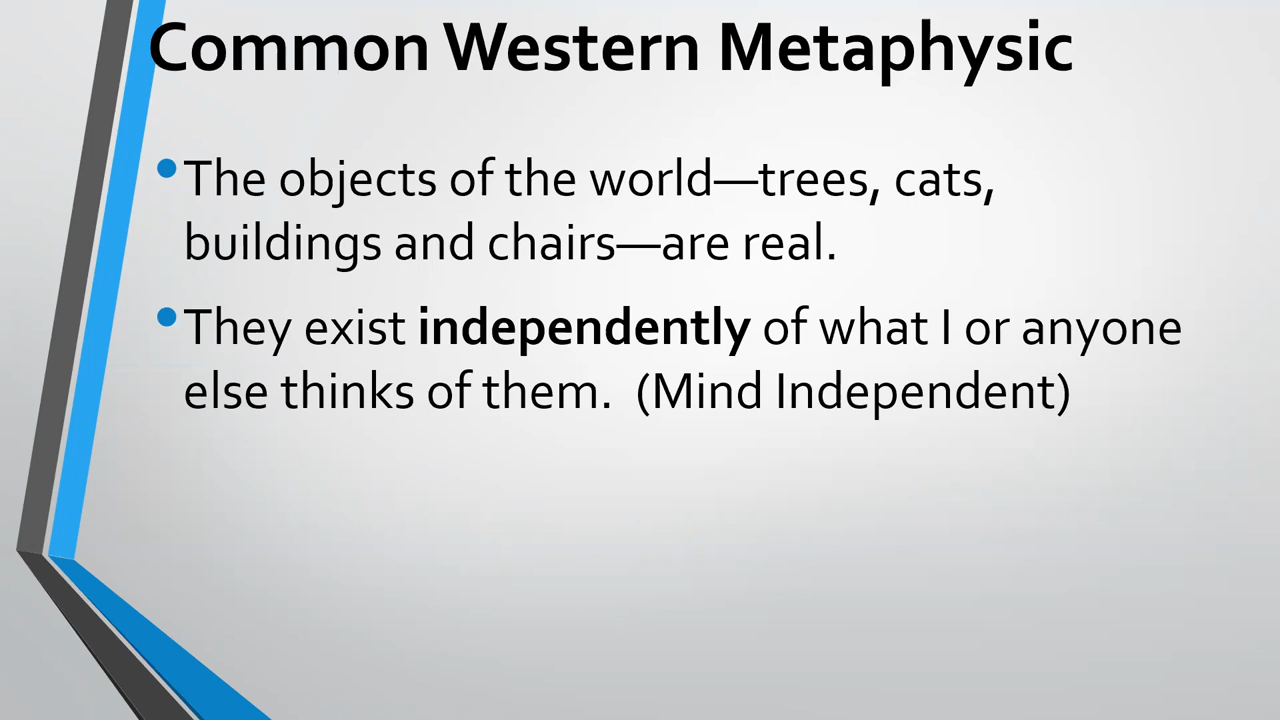 Common Western Metaphysic
•The objects of the world—trees, cats,
buildings and chairs—are real.
•They exist independently of what I or anyone
else thinks of them.  (Mind Independent)